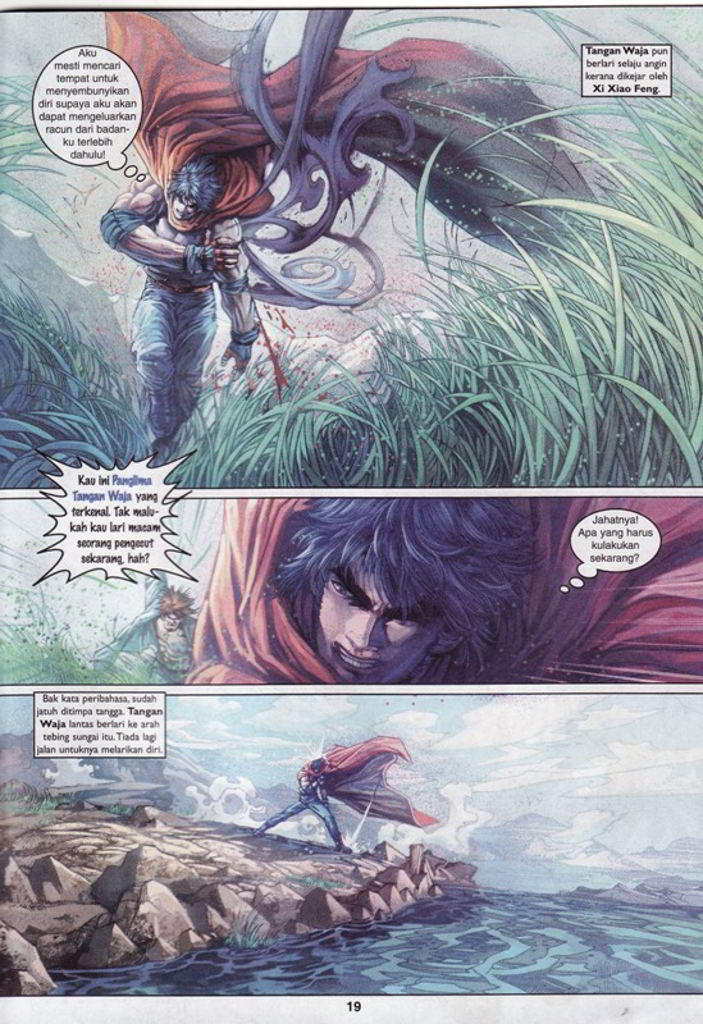 Aku
mesti mencari
tempat untuk
menyembunyikan
diri supaya aku akan
dapat mengeluarkan
racun dari badan-
ku terlebih
dahulu!
Tangan Waja pun
berlari selaju angin
kerana dikejar oleh
Xi Xiao Feng.
Kau ini Panglima
Tangan Waja yang
terkenal. Tak malu-
kah kau lari macam
seorang pengecut
sekarang, hah?
Jahatnya!
Apa yang harus
kulakukan
sekarang?
Bak kata peribahasa, sudah
jatuh ditimpa tangga. Tangan
Waja lantas berlari ke arah
tebing sungai itu. Tiada lagi
jalan untuknya melarikan diri.
19